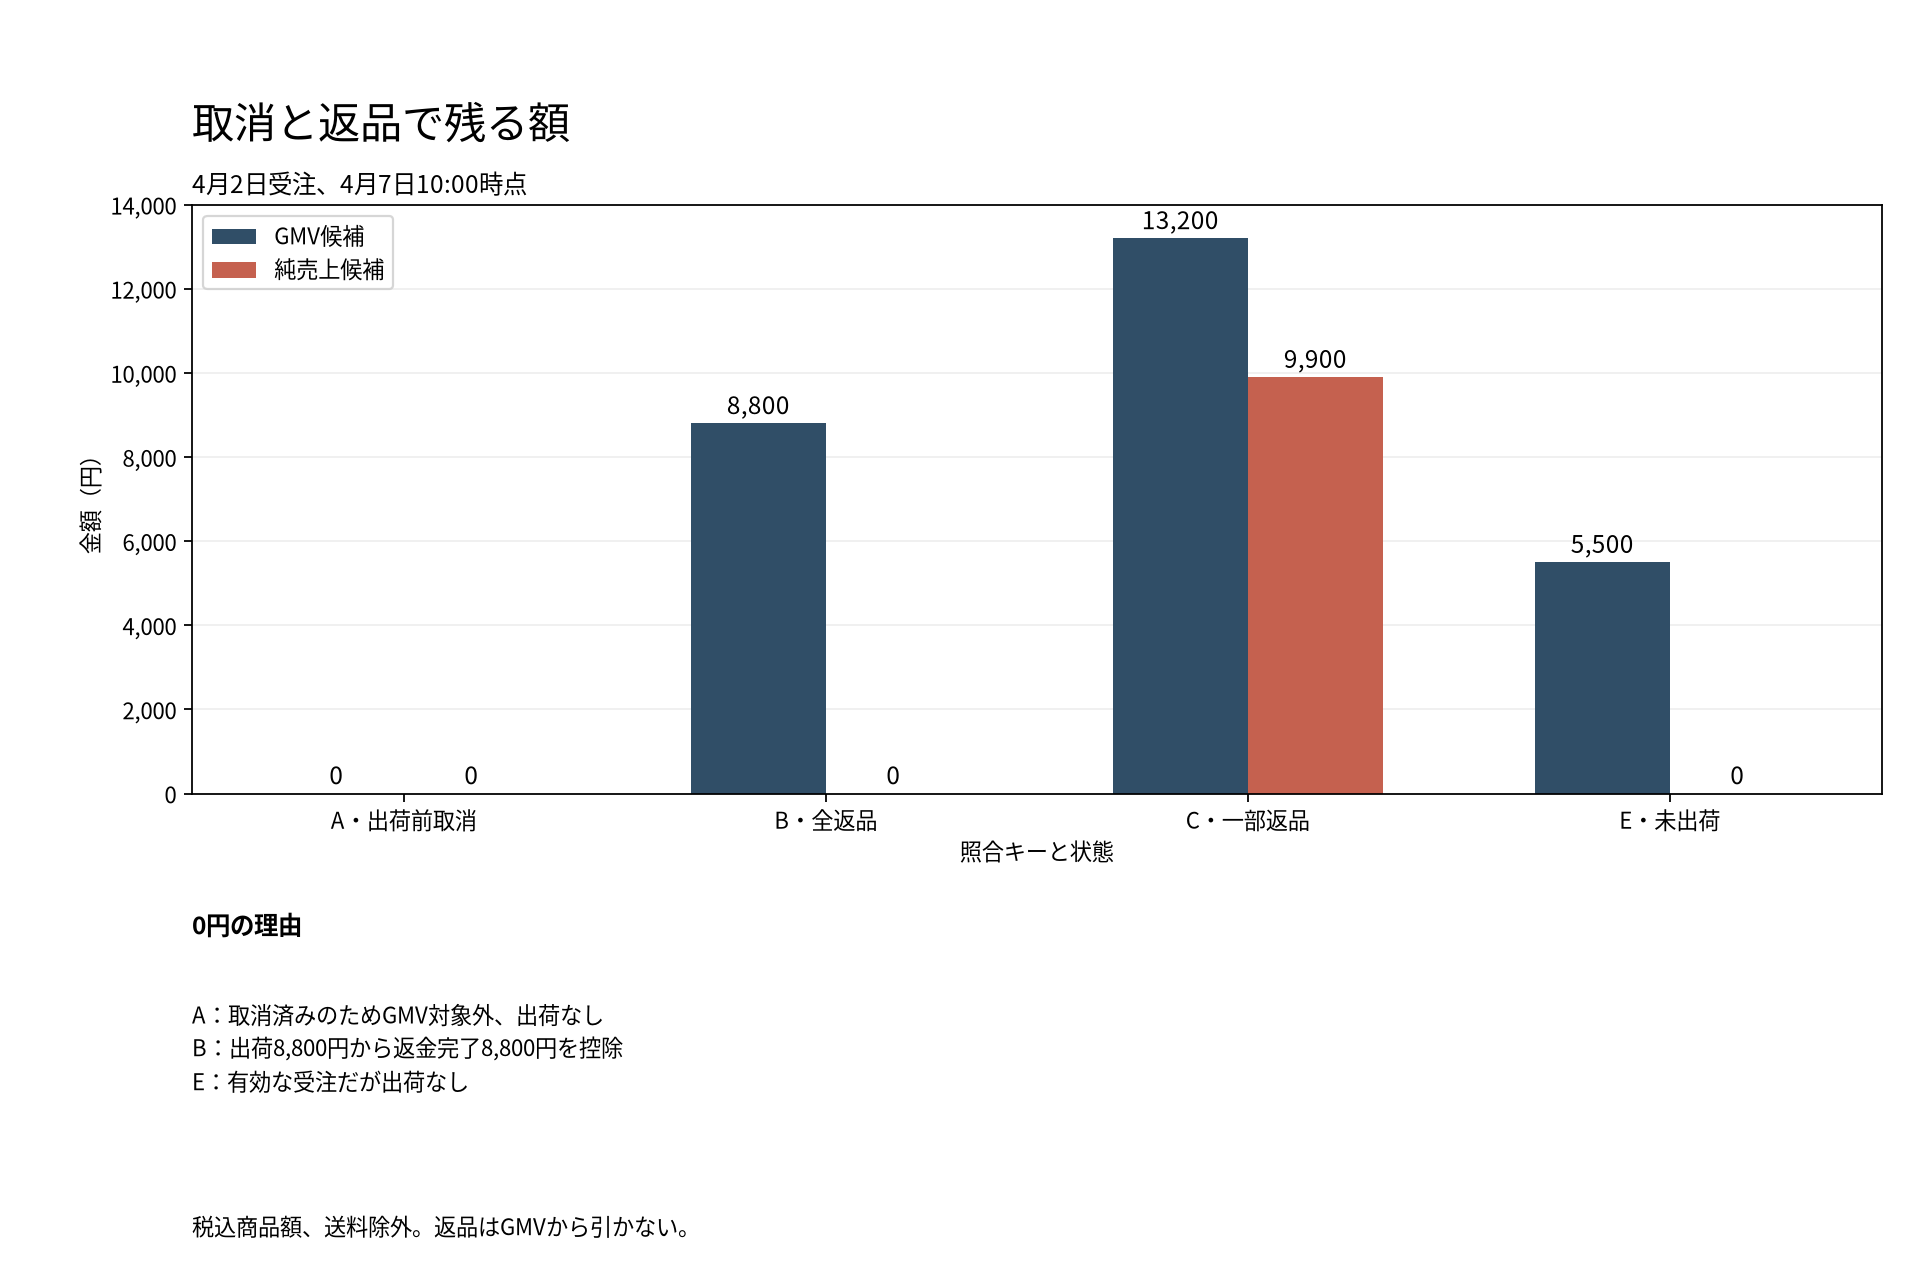 取消と返品で残る額
4月2日受注、4月7日10:00時点
14,000
12,000
10,000
8,000
6,000
4,000
2,000
0
金額（円）
GMV候補
純売上候補
0
0
8,800
0
13,200
9,900
5,500
0
A・出荷前取消
B・全返品
C・一部返品
E・未出荷
照合キーと状態
0円の理由
A：取消済みのためGMV対象外、出荷なし
B：出荷8,800円から返金完了8,800円を控除
E：有効な受注だが出荷なし
税込商品額、送料除外。返品はGMVから引かない。